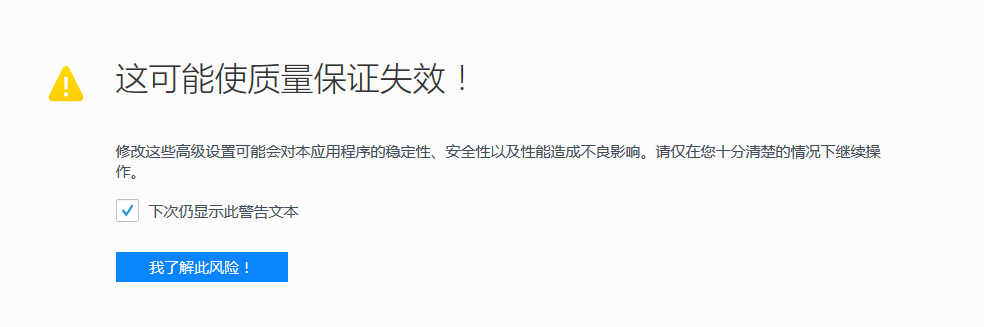 这可能使质量保证失效！
修改这些高级设置可能会对本应用程序的稳定性、安全性以及性能造成不良影响。请仅在您十分清楚的情况下继续操
作。
下次仍显示此警告文本
我了解此风险！